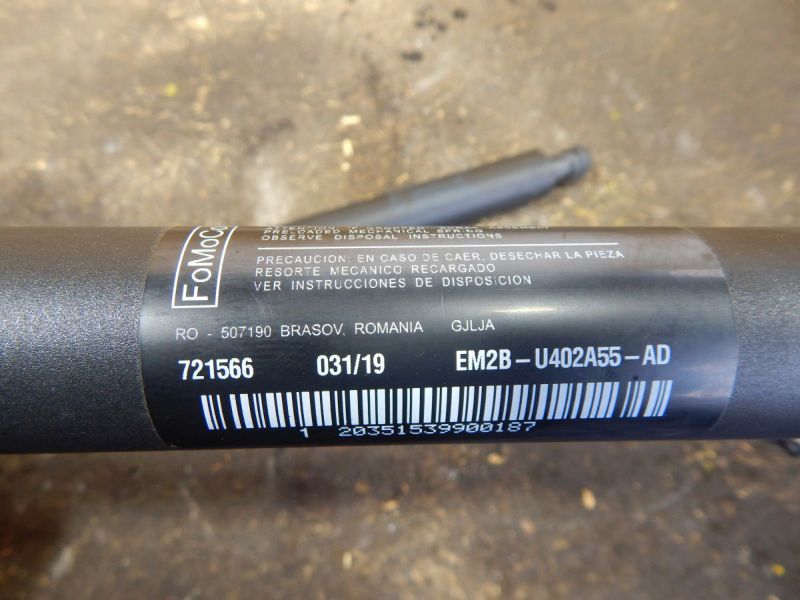 FoMoCo
PRELOADED MECHANICAL SPRING
OBSERVE DISPOSAL INSTRUCTIONS
PRECAUCION: EN CASO DE CAER, DESECHAR LA PIEZA
RESORTE MECANICO RECARGADO
VER INSTRUCCIONES DE DISPOSICION
RO - 507190 BRASOV, ROMANIA GJLJA
721566 031/19 EM2B-U402A55-AD
1 20351539900187